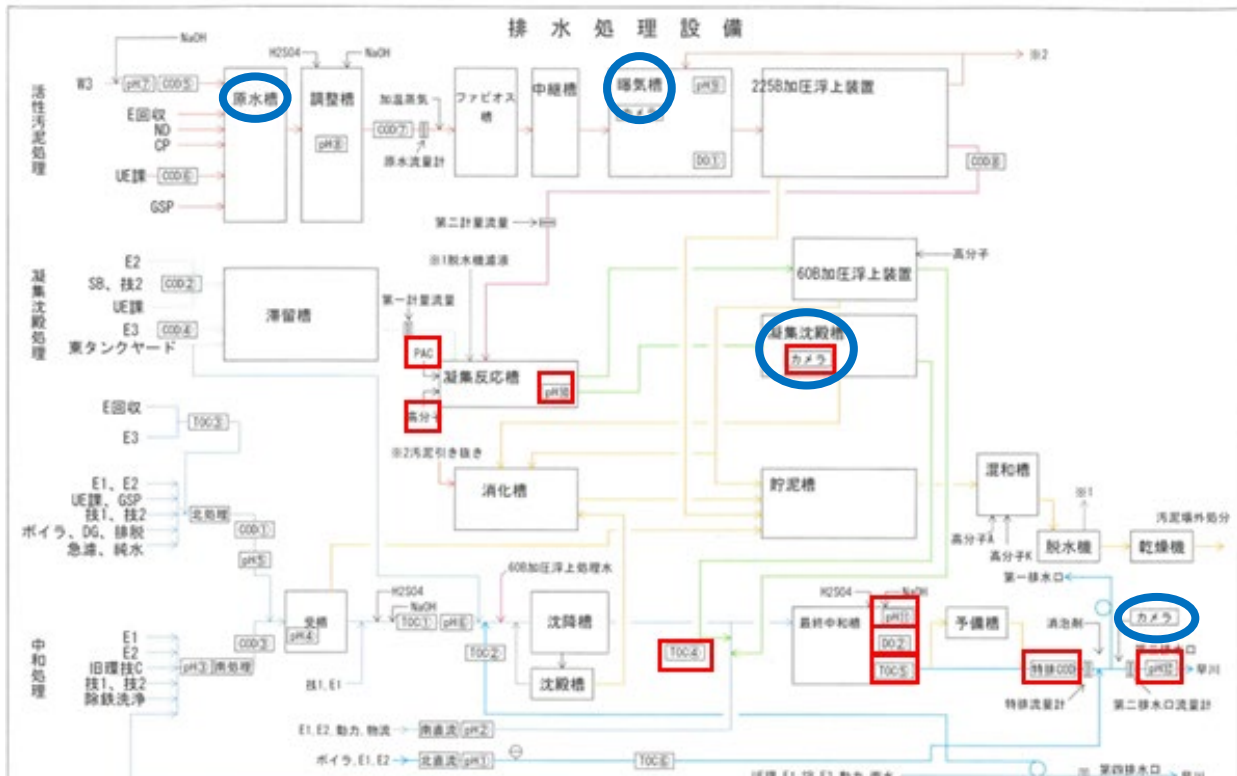 排水処理設備
活性汚泥処理
NaOH
W3
pH⑦
COD⑤
E回収
ND
CP
UE課
COD⑥
GSP
原水槽
H2SO4
NaOH
調整槽
pH⑧
COD⑦
加温蒸気
原水流量計
ファビオス槽
中継槽
曝気槽
カメラ
pH⑨
DO①
225B加圧浮上装置
※2
COD⑧
第二計量流量
凝集沈殿処理
E2
SB、技2
COD②
UE課
E3
COD④
東タンクヤード
滞留槽
※1脱水機濾液
第一計量流量
PAC
凝集反応槽
pH⑩
高分子
60B加圧浮上装置
高分子
凝集沈殿槽
カメラ
E回収
E3
TOC③
※2汚泥引き抜き
消化槽
貯泥槽
混和槽
高分子A
高分子K
※1
脱水機
乾燥機
汚泥場外処分
中和処理
E1、E2
UE課、GSP
技1、技2
ボイラ、DG、排脱
急濾、純水
北処理
COD①
pH⑤
E1
E2
IB環技C
技1、技2
除鉄洗浄
pH③
南処理
COD③
pH④
H2SO4
NaOH
TOC①
pH⑥
技1,E1
60B加圧浮上処理水
TOC②
沈降槽
沈殿槽
TOC④
H2SO4
NaOH
最終中和槽
pH⑪
DO②
TOC⑤
予備槽
第一排水口
消泡剤
カメラ
第二排水口
特排COD
pH⑫
早川
特排流量計
第二排水口流量計
E1,E2,動力,物流
南直流
pH②
ボイラ,E1,E2
北直流
pH①
TOC⑥
第四排水口